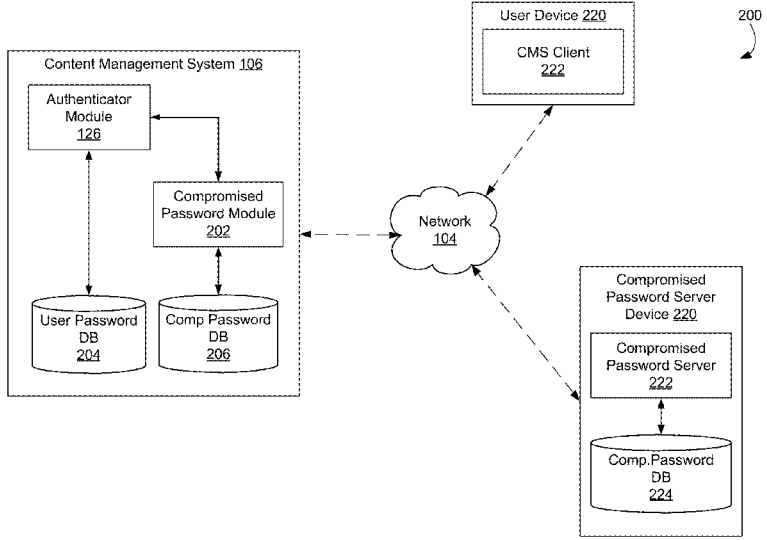 User Device 220
200
CMS Client
222
Content Management System 106
Authenticator
Module
126
Compromised
Password Module
202
User Password
DB
204
Comp Password
DB
206
Network
104
Compromised
Password Server
Device 220
Compromised
Password Server
222
Comp.Password
DB
224